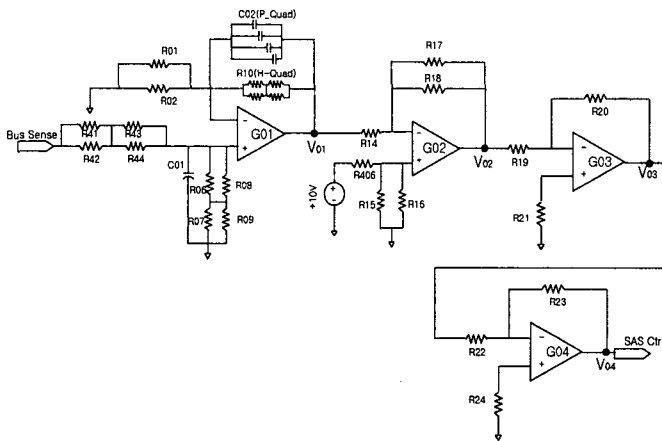 C02(P_Quad)
R01
R02
R10(H-Quad)
Bus Sense
R41
R43
R42
R44
C01
R06
R08
R07
R09
G01
V01
R17
R18
R14
G02
V02
R406
+10V
R15
R16
R20
R19
G03
V03
R21
R23
R22
G04
V04
SAS Ctr
R24